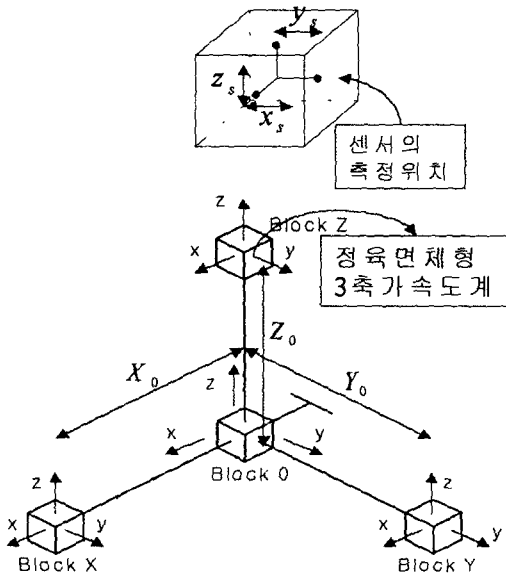 y_s
z_s
x_s
센서의
측정위치
z
Block Z
x
y
정육면체형
3축가속도계
Z_0
X_0
Y_0
z
x
y
Block 0
z
z
x
y
x
y
Block X
Block Y